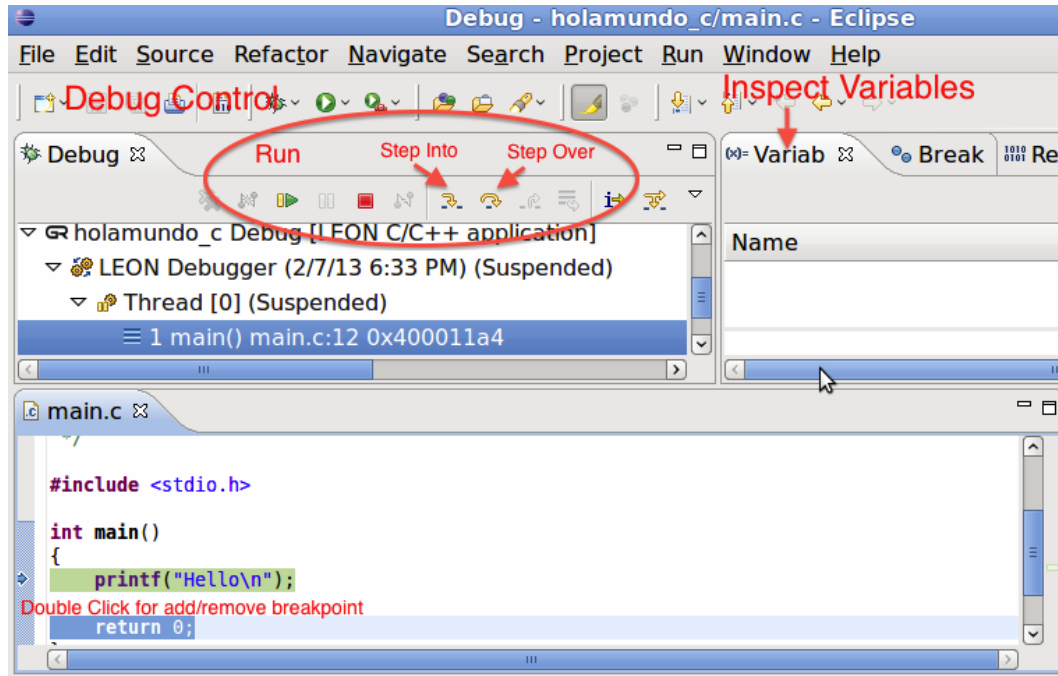 Debug - holamundo_c/main.c - Eclipse
File Edit Source Refactor Navigate Search Project Run Window Help
Debug Control
Inspect Variables
Debug
Run
Step Into
Step Over
Variab
Break
Re
holamundo_c Debug [LEON C/C++ application]
LEON Debugger (2/7/13 6:33 PM) (Suspended)
Thread [0] (Suspended)
1 main() main.c:12 0x400011a4
Name
main.c
*/
#include <stdio.h>
int main()
{
printf("Hello\n");
Double Click for add/remove breakpoint
return 0;